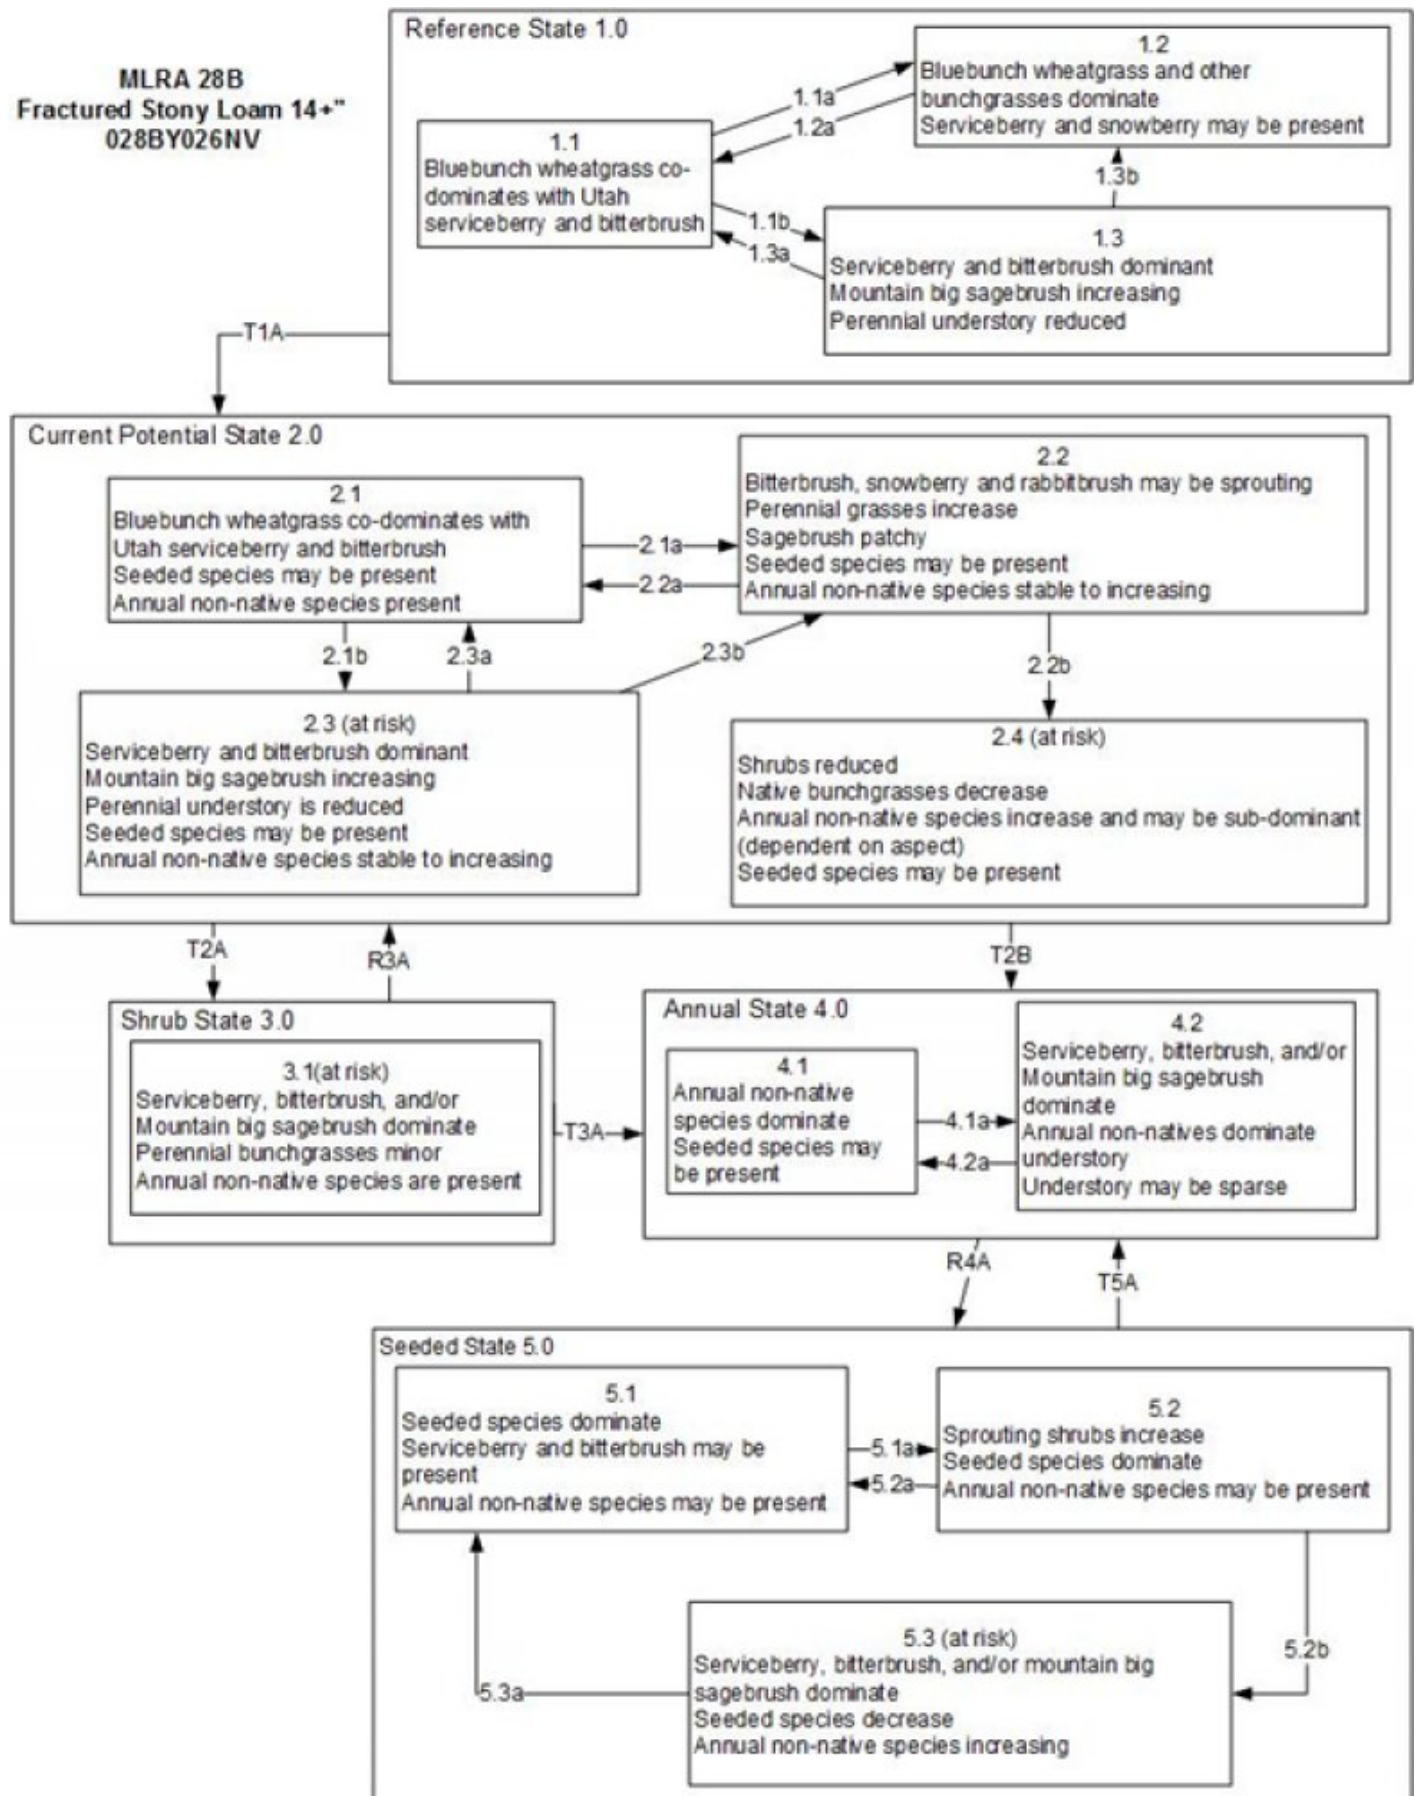 MLRA 28B
Fractured Stony Loam 14+"
028BY026NV
Reference State 1.0
1.1
Bluebunch wheatgrass co-
dominates with Utah
serviceberry and bitterbrush
1.1a
1.2a
1.2
Bluebunch wheatgrass and other
bunchgrasses dominate
Serviceberry and snowberry may be present
1.3b
1.1b
1.3a
1.3
Serviceberry and bitterbrush dominant
Mountain big sagebrush increasing
Perennial understory reduced
T1A
Current Potential State 2.0
2.1
Bluebunch wheatgrass co-dominates with
Utah serviceberry and bitterbrush
Seeded species may be present
Annual non-native species present
2.1a
2.2a
2.2
Bitterbrush, snowberry and rabbitbrush may be sprouting
Perennial grasses increase
Sagebrush patchy
Seeded species may be present
Annual non-native species stable to increasing
2.1b
2.3a
2.3b
2.2b
2.3 (at risk)
Serviceberry and bitterbrush dominant
Mountain big sagebrush increasing
Perennial understory is reduced
Seeded species may be present
Annual non-native species stable to increasing
2.4 (at risk)
Shrubs reduced
Native bunchgrasses decrease
Annual non-native species increase and may be sub-dominant
(dependent on aspect)
Seeded species may be present
T2A
R3A
T2B
Shrub State 3.0
3.1(at risk)
Serviceberry, bitterbrush, and/or
Mountain big sagebrush dominate
Perennial bunchgrasses minor
Annual non-native species are present
T3A
Annual State 4.0
4.1
Annual non-native
species dominate
Seeded species may
be present
4.1a
4.2a
4.2
Serviceberry, bitterbrush, and/or
Mountain big sagebrush
dominate
Annual non-natives dominate
understory
Understory may be sparse
R4A
T5A
Seeded State 5.0
5.1
Seeded species dominate
Serviceberry and bitterbrush may be
present
Annual non-native species may be present
5.1a
5.2a
5.2
Sprouting shrubs increase
Seeded species dominate
Annual non-native species may be present
5.3a
5.2b
5.3 (at risk)
Serviceberry, bitterbrush, and/or mountain big
sagebrush dominate
Seeded species decrease
Annual non-native species increasing